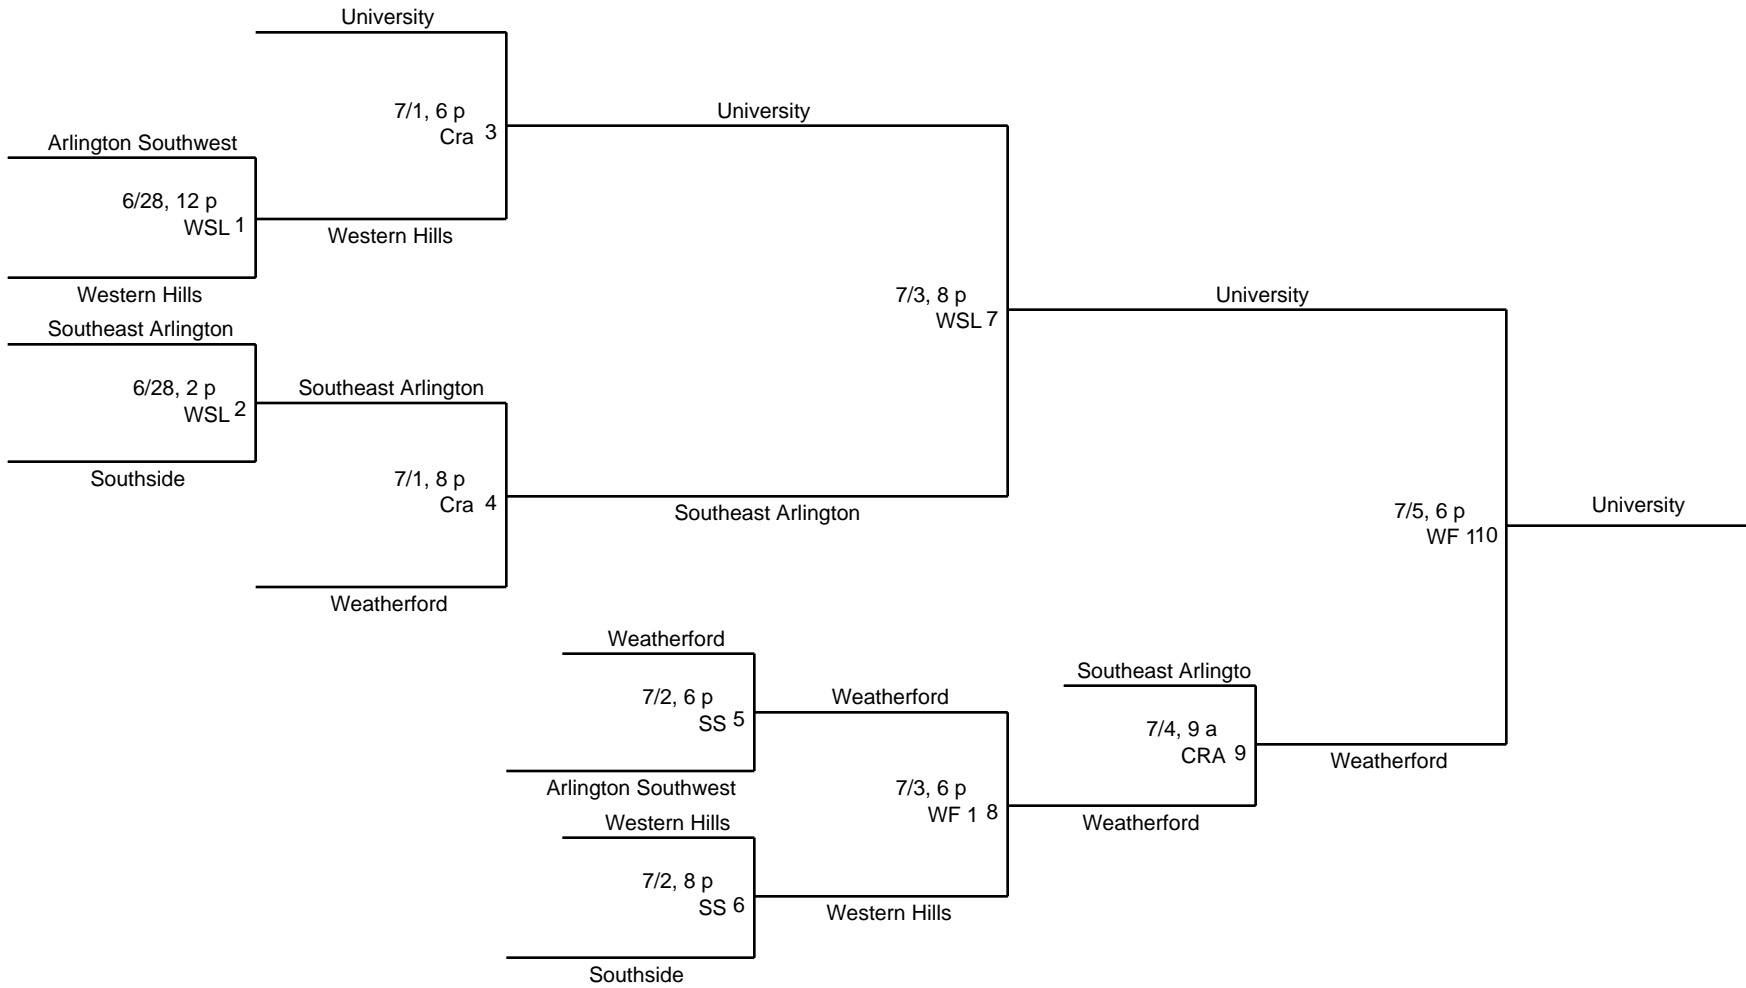 University
7/1, 6 p
Cra 3
University
Arlington Southwest
6/28, 12 p
WSL 1
Western Hills
Western Hills
Southeast Arlington
6/28, 2 p
WSL 2
Southeast Arlington
Southside
7/1, 8 p
Cra 4
Southeast Arlington
Weatherford
7/3, 8 p
WSL 7
University
7/5, 6 p
WF 1 10
University
Weatherford
7/2, 6 p
SS 5
Weatherford
Arlington Southwest
Western Hills
7/2, 8 p
SS 6
Western Hills
Southside
7/3, 6 p
WF 1 8
Southeast Arlingto
7/4, 9 a
CRA 9
Weatherford
Weatherford